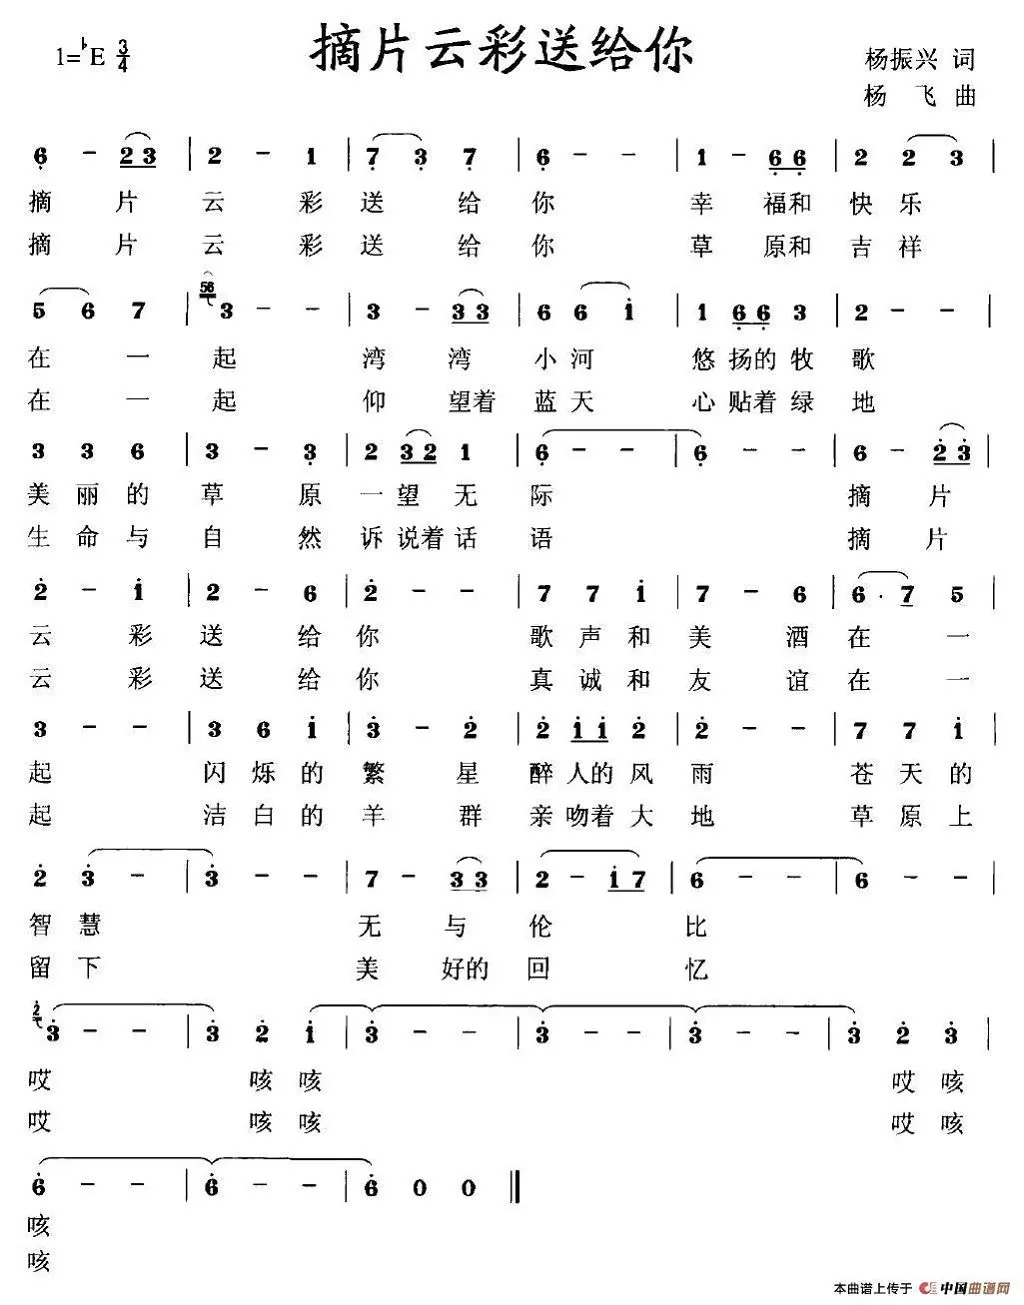 摘片云彩送给你
1=♭E 3/4
杨振兴 词
杨 飞 曲
6̣ - 2 3 | 2 - 1 | 7̣ 3̣ 7̣ | 6̣ - - | 1 - 6̣ 6̣ | 2 2 3 |
摘 片 云 彩 送 给 你 幸 福和 快 乐
摘 片 云 彩 送 给 你 草 原和 吉 祥
5 6 7 | 56 3 - - | 3 - 3 3 | 6 6 i | 1 6̣ 6̣ 3 | 2 - - |
在 一 起 湾 湾 小 河 悠 扬的 牧 歌
在 一 起 仰 望着 蓝 天 心 贴着 绿 地
3 3 6 | 3 - 3̣ | 2 3 2 1 | 6̣ - - | 6̣ - - | 6 - 2̇ 3̇ |
美 丽 的 草 原 一 望 无 际 摘 片
生 命 与 自 然 诉 说着 话 语 摘 片
2̇ - i | 2 - 6 | 2̇ - - | 7 7 i | 7 - 6 | 6 . 7 5 |
云 彩 送 给 你 歌 声 和 美 酒 在 一
云 彩 送 给 你 真 诚 和 友 谊 在 一
3 - - | 3 6 i | 3̇ - 2̇ | 2̇ i i 2̇ | 2̇ - - | 7 7 i |
起 闪 烁 的 繁 星 醉 人的 风 雨 苍 天 的
起 洁 白 的 羊 群 亲 吻着 大 地 草 原 上
2̇ 3̇ - | 3̇ - - | 7 - 3̇ 3̇ | 2̇ - i 7 | 6 - - | 6 - - |
智 慧 无 与 伦 比
留 下 美 好的 回 忆
2̇ 3̇ - - | 3̇ 2̇ i | 3̇ - - | 3̇ - - | 3̇ - - | 3̇ 2̇ 3̇ |
哎 咳 咳 哎 咳
哎 咳 咳 哎 咳
6̇ - - | 6̇ - - | 6̇ 0 0 ‖
咳
咳
本曲谱上传于 中国曲谱网